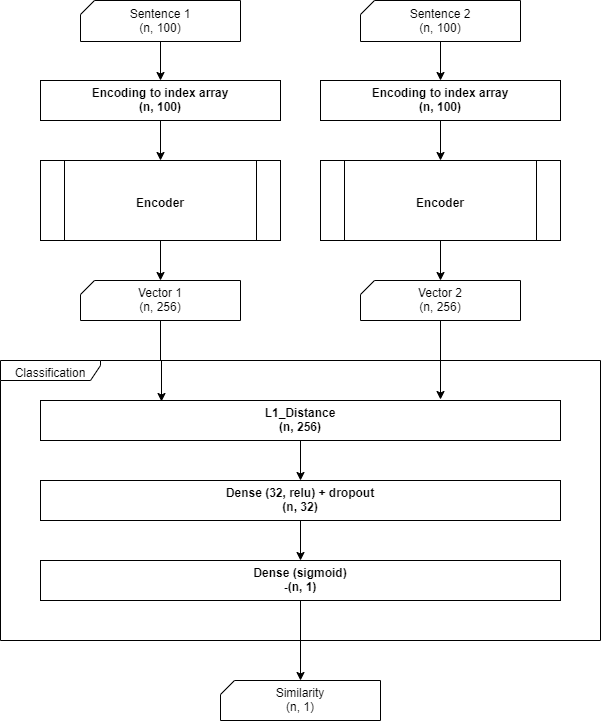 Sentence 1
(n, 100)
Sentence 2
(n, 100)
Encoding to index array
(n, 100)
Encoding to index array
(n, 100)
Encoder
Encoder
Vector 1
(n, 256)
Vector 2
(n, 256)
Classification
L1_Distance
(n, 256)
Dense (32, relu) + dropout
(n, 32)
Dense (sigmoid)
-(n, 1)
Similarity
(n, 1)